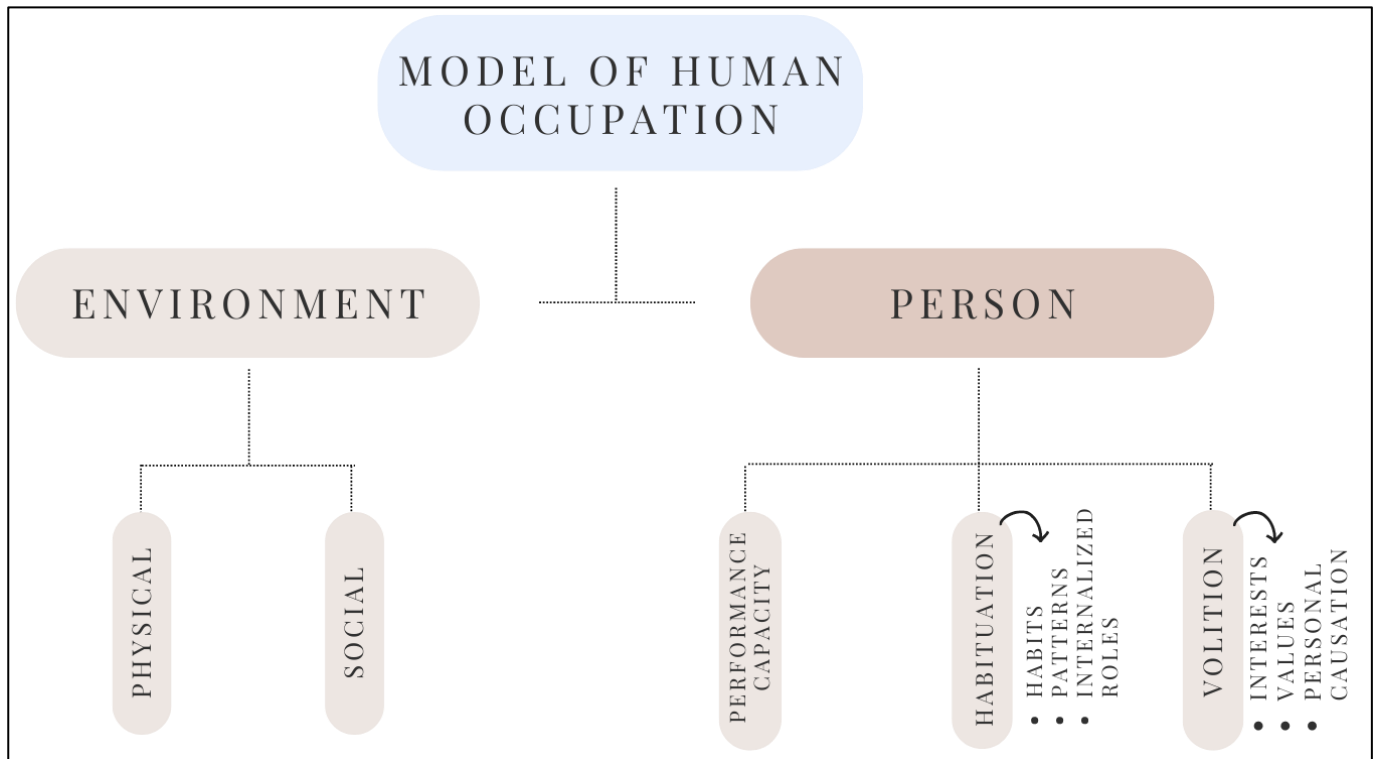 MODEL OF HUMAN
OCCUPATION
ENVIRONMENT
PERSON
PHYSICAL
SOCIAL
PERFORMANCE
CAPACITY
HABITUATION
• HABITS
• PATTERNS
• INTERNALIZED
ROLES
VOLITION
• INTERESTS
• VALUES
• PERSONAL
CAUSATION